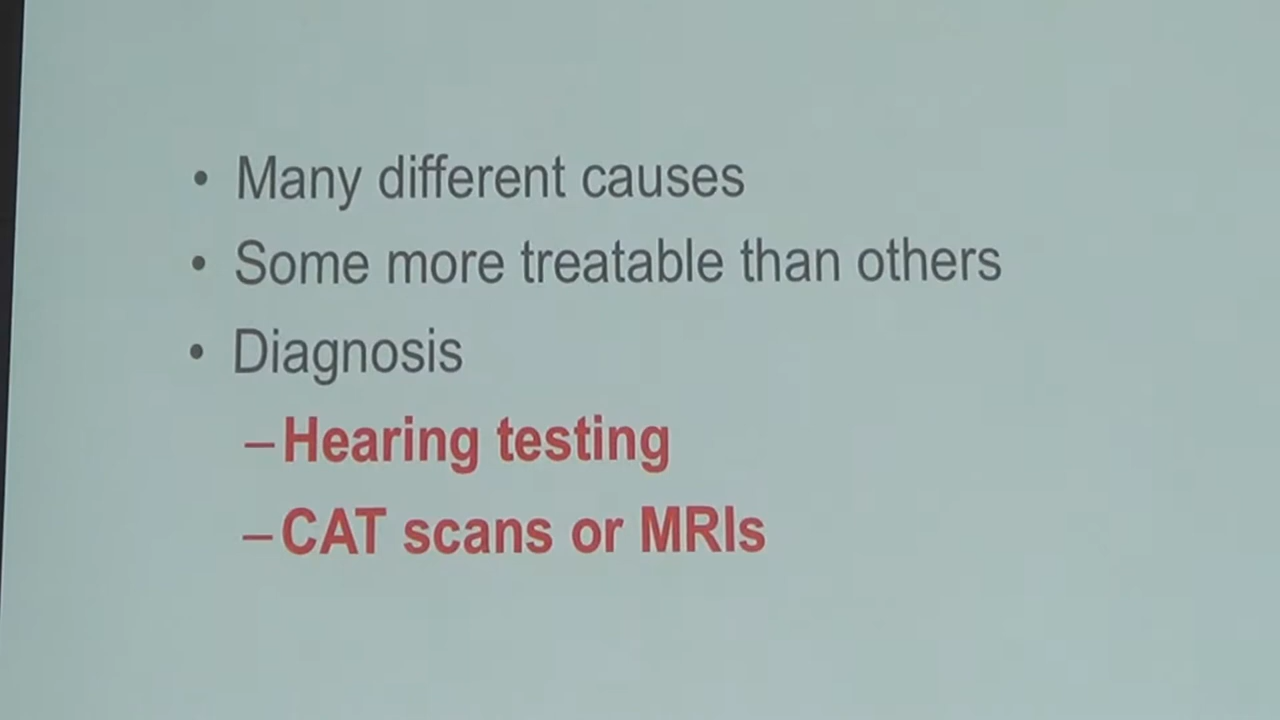 • Many different causes
• Some more treatable than others
• Diagnosis
– Hearing testing
– CAT scans or MRIs